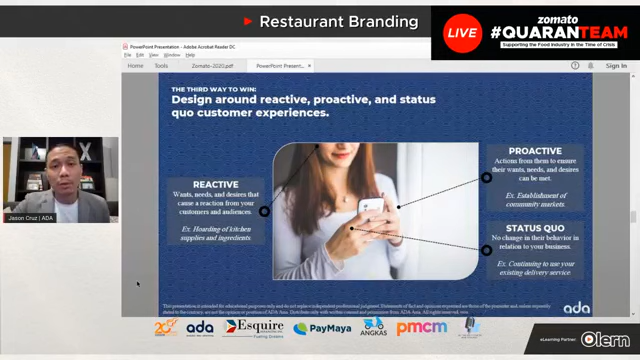 Restaurant Branding
LIVE
zomato
#QUARANTEAM
Supporting the Food Industry in the Time of Crisis
PowerPoint Presentation - Adobe Acrobat Reader DC
File Edit View Window Help
Home Tools Zomato-2020.pdf PowerPoint Present... × Sign In
THE THIRD WAY TO WIN:
Design around reactive, proactive, and status
quo customer experiences.
REACTIVE
Wants, needs, and desires that
cause a reaction from your
customers and audiences.
Ex. Hoarding of kitchen
supplies and ingredients
PROACTIVE
Actions from them to ensure
their wants, needs, and desires
can be met.
Ex. Establishment of
community markets.
STATUS QUO
No change in their behavior in
relation to your business.
Ex. Continuing to use your
existing delivery service
Jason Cruz | ADA
ada
ada
Esquire
FINANCING INC.
Fueling Dreams
PayMaya
ANGKAS
pmcm
eLearning Partner:
Olern